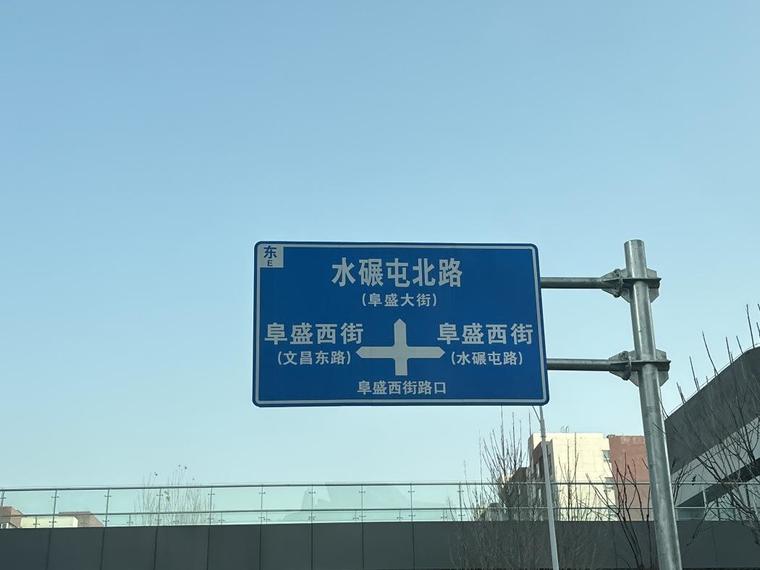 东
E
水碾屯北路
(阜盛大街)
阜盛西街 阜盛西街
(文昌东路) (水碾屯路)
阜盛西街路口